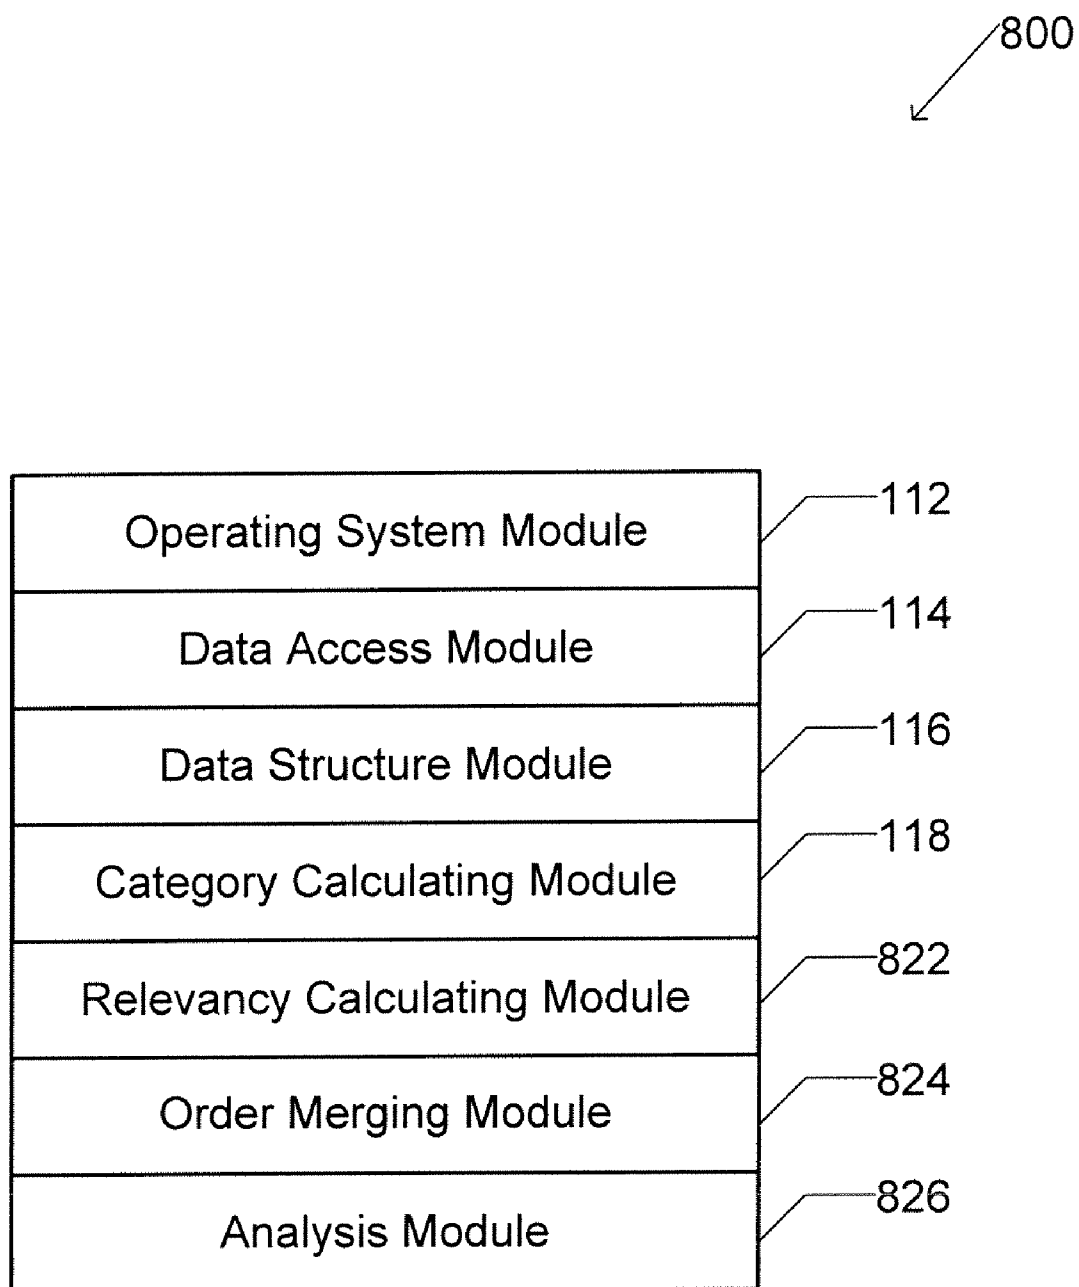 800
Operating System Module
112
Data Access Module
114
Data Structure Module
116
Category Calculating Module
118
Relevancy Calculating Module
822
Order Merging Module
824
Analysis Module
826